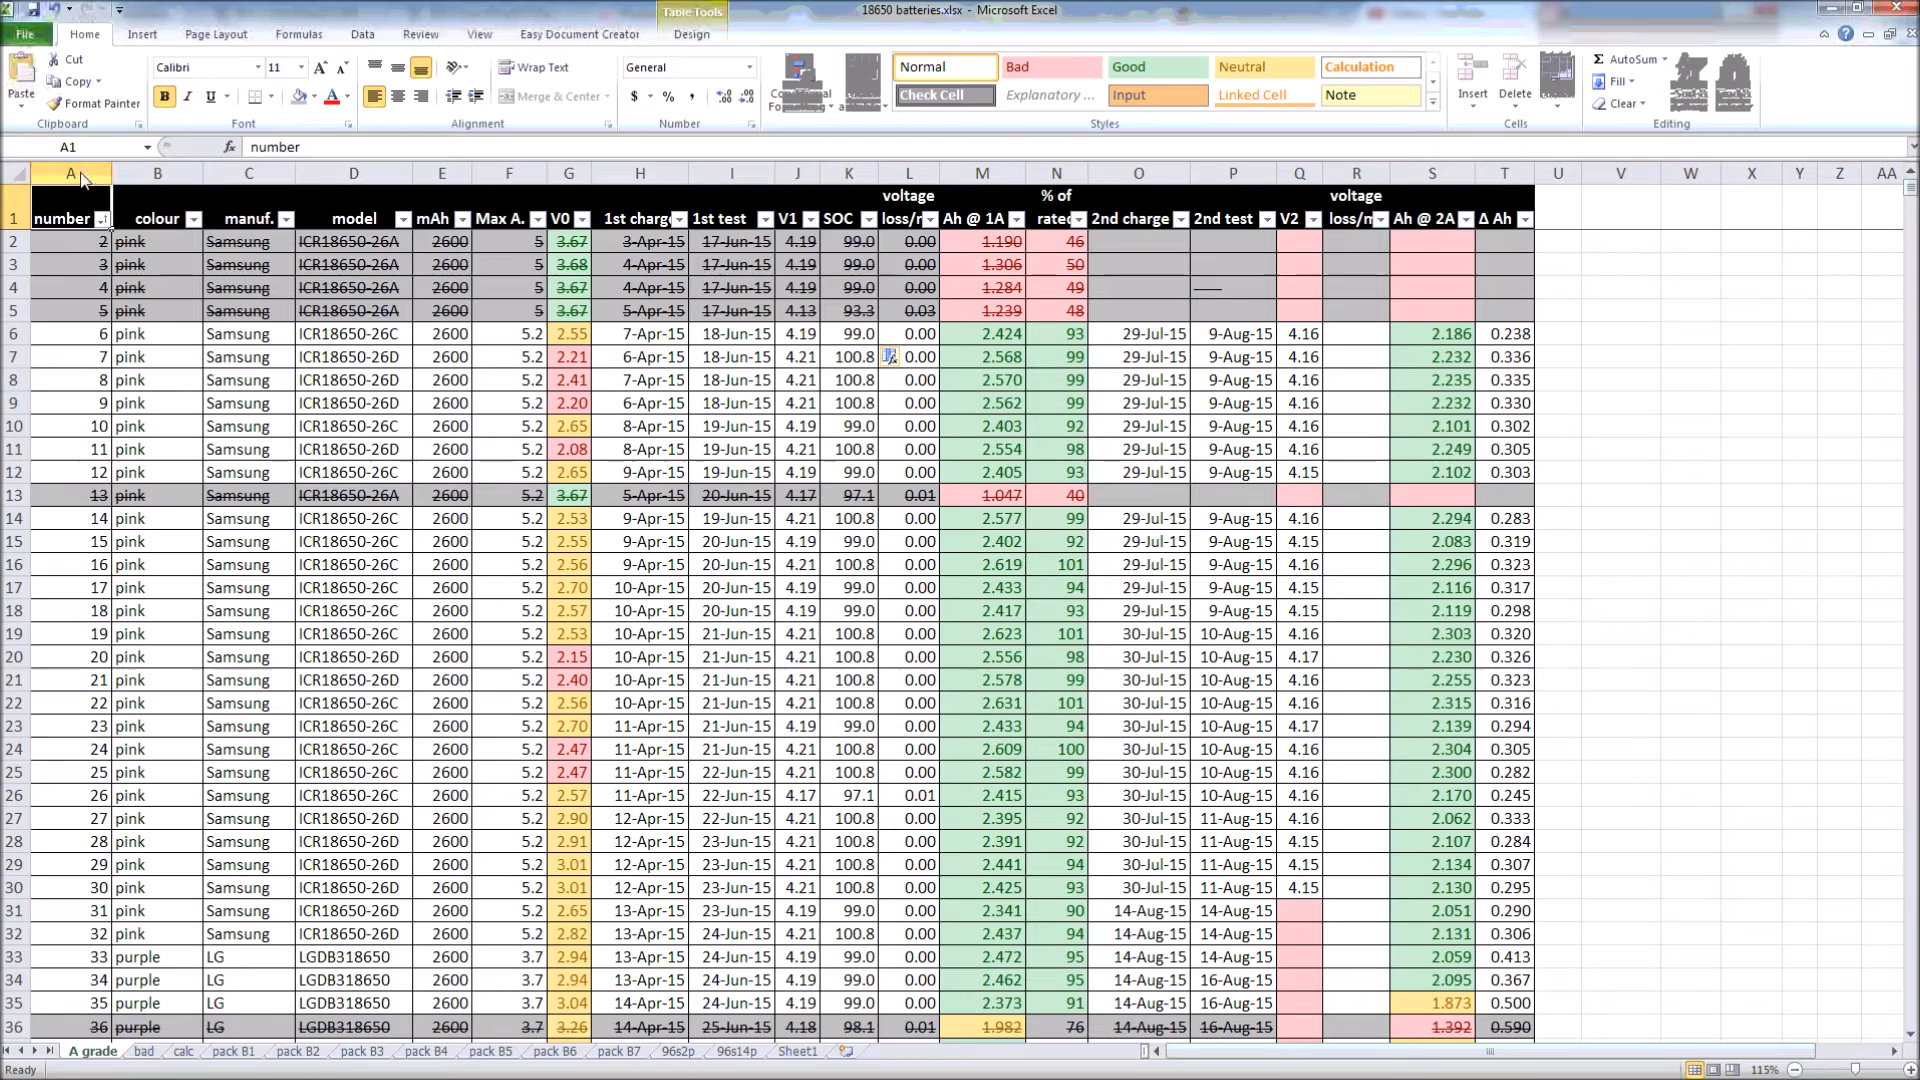 18650 batteries.xlsx - Microsoft Excel
Table Tools
File Home Insert Page Layout Formulas Data Review View Easy Document Creator Design
Paste Cut Copy Format Painter Clipboard
Calibri 11 B I U Font
Wrap Text Merge & Center Alignment
General $ % , Number
Normal Bad Good Neutral Calculation
Check Cell Explanatory ... Input Linked Cell Note
Styles
Insert Delete Cells
AutoSum Fill Clear Editing
A1 fx number
A B C D E F G H I J K L M N O P Q R S T U V W X Y Z AA
1 number colour manuf. model mAh Max A. V0 1st charge 1st test V1 SOC voltage loss/r Ah @ 1A % of rated 2nd charge 2nd test V2 voltage loss/m Ah @ 2A Δ Ah
2 2 pink Samsung ICR18650-26A 2600 5 3.67 3-Apr-15 17-Jun-15 4.19 99.0 0.00 1.190 46
3 3 pink Samsung ICR18650-26A 2600 5 3.68 4-Apr-15 17-Jun-15 4.19 99.0 0.00 1.306 50
4 4 pink Samsung ICR18650-26A 2600 5 3.67 4-Apr-15 17-Jun-15 4.19 99.0 0.00 1.284 49
5 5 pink Samsung ICR18650-26A 2600 5 3.67 5-Apr-15 17-Jun-15 4.13 93.3 0.03 1.239 48
6 6 pink Samsung ICR18650-26C 2600 5.2 2.55 7-Apr-15 18-Jun-15 4.19 99.0 0.00 2.424 93 29-Jul-15 9-Aug-15 4.16 2.186 0.238
7 7 pink Samsung ICR18650-26D 2600 5.2 2.21 6-Apr-15 18-Jun-15 4.21 100.8 0.00 2.568 99 29-Jul-15 9-Aug-15 4.16 2.232 0.336
8 8 pink Samsung ICR18650-26D 2600 5.2 2.41 7-Apr-15 18-Jun-15 4.21 100.8 0.00 2.570 99 29-Jul-15 9-Aug-15 4.16 2.235 0.335
9 9 pink Samsung ICR18650-26D 2600 5.2 2.20 6-Apr-15 18-Jun-15 4.21 100.8 0.00 2.562 99 29-Jul-15 9-Aug-15 4.16 2.232 0.330
10 10 pink Samsung ICR18650-26C 2600 5.2 2.65 8-Apr-15 19-Jun-15 4.19 99.0 0.00 2.403 92 29-Jul-15 9-Aug-15 4.16 2.101 0.302
11 11 pink Samsung ICR18650-26D 2600 5.2 2.08 8-Apr-15 19-Jun-15 4.21 100.8 0.00 2.554 98 29-Jul-15 9-Aug-15 4.16 2.249 0.305
12 12 pink Samsung ICR18650-26C 2600 5.2 2.65 9-Apr-15 19-Jun-15 4.19 99.0 0.00 2.405 93 29-Jul-15 9-Aug-15 4.15 2.102 0.303
13 13 pink Samsung ICR18650-26A 2600 5.2 3.67 5-Apr-15 20-Jun-15 4.17 97.1 0.01 1.047 40
14 14 pink Samsung ICR18650-26C 2600 5.2 2.53 9-Apr-15 19-Jun-15 4.21 100.8 0.00 2.577 99 29-Jul-15 9-Aug-15 4.16 2.294 0.283
15 15 pink Samsung ICR18650-26C 2600 5.2 2.55 9-Apr-15 19-Jun-15 4.19 99.0 0.00 2.402 92 29-Jul-15 9-Aug-15 4.15 2.083 0.319
16 16 pink Samsung ICR18650-26C 2600 5.2 2.56 9-Apr-15 20-Jun-15 4.21 100.8 0.00 2.619 101 29-Jul-15 9-Aug-15 4.16 2.296 0.323
17 17 pink Samsung ICR18650-26C 2600 5.2 2.70 10-Apr-15 20-Jun-15 4.19 99.0 0.00 2.433 94 29-Jul-15 9-Aug-15 4.15 2.116 0.317
18 18 pink Samsung ICR18650-26C 2600 5.2 2.57 10-Apr-15 20-Jun-15 4.19 99.0 0.00 2.417 93 29-Jul-15 9-Aug-15 4.15 2.119 0.298
19 19 pink Samsung ICR18650-26C 2600 5.2 2.53 10-Apr-15 21-Jun-15 4.21 100.8 0.00 2.623 101 30-Jul-15 10-Aug-15 4.16 2.303 0.320
20 20 pink Samsung ICR18650-26D 2600 5.2 2.15 10-Apr-15 21-Jun-15 4.21 100.8 0.00 2.556 98 30-Jul-15 10-Aug-15 4.17 2.230 0.326
21 21 pink Samsung ICR18650-26D 2600 5.2 2.40 10-Apr-15 21-Jun-15 4.21 100.8 0.00 2.578 99 30-Jul-15 10-Aug-15 4.16 2.255 0.323
22 22 pink Samsung ICR18650-26C 2600 5.2 2.56 10-Apr-15 21-Jun-15 4.21 100.8 0.00 2.631 101 30-Jul-15 10-Aug-15 4.16 2.315 0.316
23 23 pink Samsung ICR18650-26C 2600 5.2 2.70 11-Apr-15 21-Jun-15 4.19 99.0 0.00 2.433 94 30-Jul-15 10-Aug-15 4.17 2.139 0.294
24 24 pink Samsung ICR18650-26C 2600 5.2 2.47 11-Apr-15 21-Jun-15 4.21 100.8 0.00 2.609 100 30-Jul-15 10-Aug-15 4.16 2.304 0.305
25 25 pink Samsung ICR18650-26C 2600 5.2 2.47 11-Apr-15 22-Jun-15 4.21 100.8 0.00 2.582 99 30-Jul-15 10-Aug-15 4.16 2.300 0.282
26 26 pink Samsung ICR18650-26C 2600 5.2 2.57 11-Apr-15 22-Jun-15 4.17 97.1 0.01 2.415 93 30-Jul-15 10-Aug-15 4.16 2.170 0.245
27 27 pink Samsung ICR18650-26D 2600 5.2 2.90 12-Apr-15 22-Jun-15 4.21 100.8 0.00 2.395 92 30-Jul-15 11-Aug-15 4.16 2.062 0.333
28 28 pink Samsung ICR18650-26D 2600 5.2 2.91 12-Apr-15 23-Jun-15 4.21 100.8 0.00 2.391 92 30-Jul-15 11-Aug-15 4.15 2.107 0.284
29 29 pink Samsung ICR18650-26D 2600 5.2 3.01 12-Apr-15 23-Jun-15 4.21 100.8 0.00 2.441 94 30-Jul-15 11-Aug-15 4.15 2.134 0.307
30 30 pink Samsung ICR18650-26D 2600 5.2 3.01 12-Apr-15 23-Jun-15 4.21 100.8 0.00 2.425 93 30-Jul-15 11-Aug-15 4.15 2.130 0.295
31 31 pink Samsung ICR18650-26D 2600 5.2 2.65 13-Apr-15 23-Jun-15 4.19 99.0 0.00 2.341 90 14-Aug-15 14-Aug-15 2.051 0.290
32 32 pink Samsung ICR18650-26D 2600 5.2 2.82 13-Apr-15 24-Jun-15 4.21 100.8 0.00 2.437 94 14-Aug-15 14-Aug-15 2.131 0.306
33 33 purple LG LGDB318650 2600 3.7 2.94 13-Apr-15 24-Jun-15 4.19 99.0 0.00 2.472 95 14-Aug-15 14-Aug-15 2.059 0.413
34 34 purple LG LGDB318650 2600 3.7 2.94 13-Apr-15 24-Jun-15 4.19 99.0 0.00 2.462 95 14-Aug-15 16-Aug-15 2.095 0.367
35 35 purple LG LGDB318650 2600 3.7 3.04 14-Apr-15 24-Jun-15 4.19 99.0 0.00 2.373 91 14-Aug-15 16-Aug-15 1.873 0.500
36 36 purple LG LGDB318650 2600 3.7 3.26 14-Apr-15 25-Jun-15 4.18 98.1 0.01 1.982 76 14-Aug-15 16-Aug-15 1.392 0.590
A grade bad calc pack B1 pack B2 pack B3 pack B4 pack B5 pack B6 pack B7 96s2p 96s14p Sheet1
Ready 115%